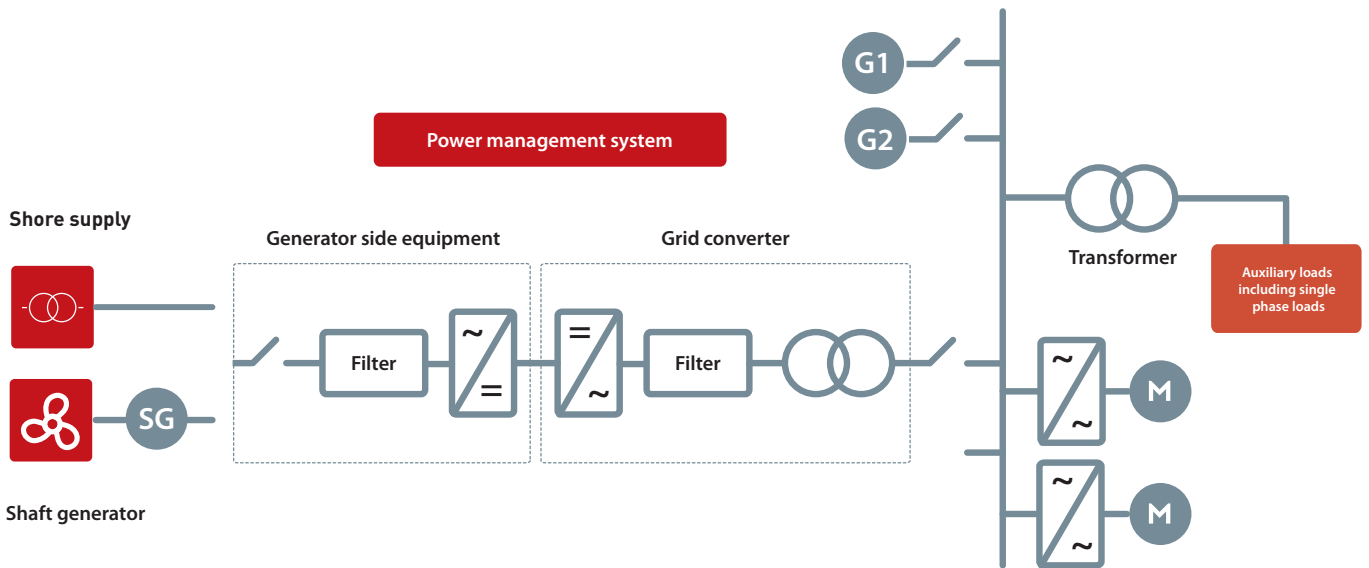 G1
G2
Power management system
Shore supply
Generator side equipment
Grid converter
Transformer
Auxiliary loads
including single
phase loads
~
=
=
~
Filter
Filter
~
~
M
SG
Shaft generator
~
~
M